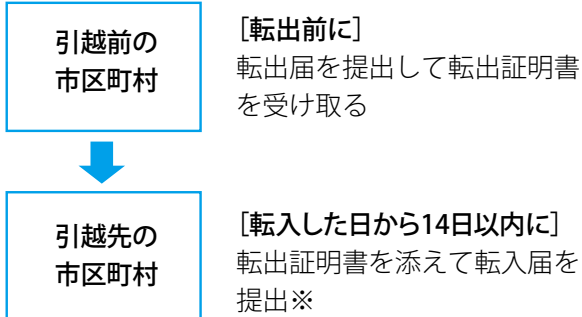 引越前の
市区町村
［転出前に］
転出届を提出して転出証明書
を受け取る
引越先の
市区町村
［転入した日から14日以内に］
転出証明書を添えて転入届を
提出※